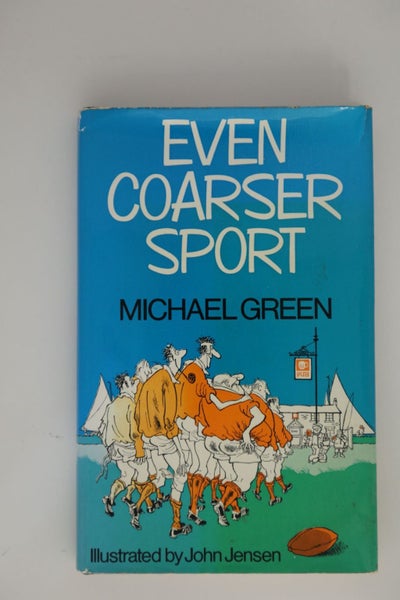 EVEN
COARSER
SPORT
MICHAEL GREEN
Illustrated by John Jensen